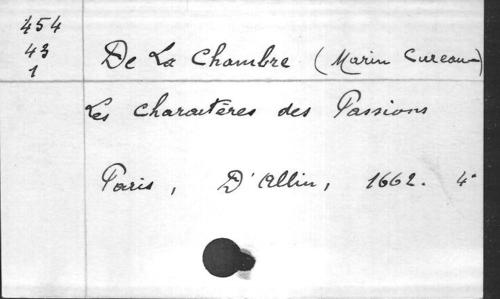 454
43
1
De La Chambre (Marin Cureau)
Les charactères des Passions
Paris, D'Allin, 1662. 4°